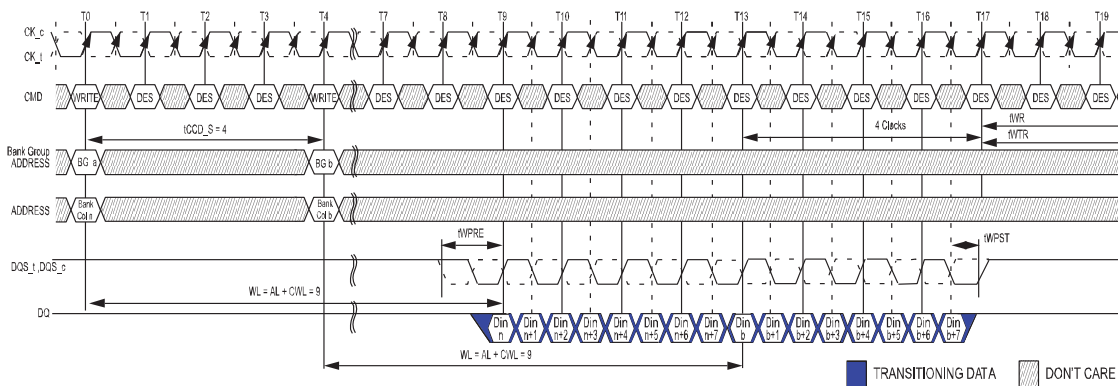 T0 T1 T2 T3 T4 T7 T8 T9 T10 T11 T12 T13 T14 T15 T16 T17 T18 T19
CK_c
CK_t
CMD WRITE DES DES DES WRITE DES DES DES DES DES DES DES DES DES DES DES DES DES
tCCD_S = 4 4 Clocks tWR
tWTR
Bank Group
ADDRESS BG a BG b
ADDRESS Bank Col n Bank Col b
tWPRE tWPST
DQS_t ,DQS_c
WL = AL + CWL = 9
DQ Din n Din n+1 Din n+2 Din n+3 Din n+4 Din n+5 Din n+6 Din n+7 Din b Din b+1 Din b+2 Din b+3 Din b+4 Din b+5 Din b+6 Din b+7
WL = AL + CWL = 9
TRANSITIONING DATA DON'T CARE